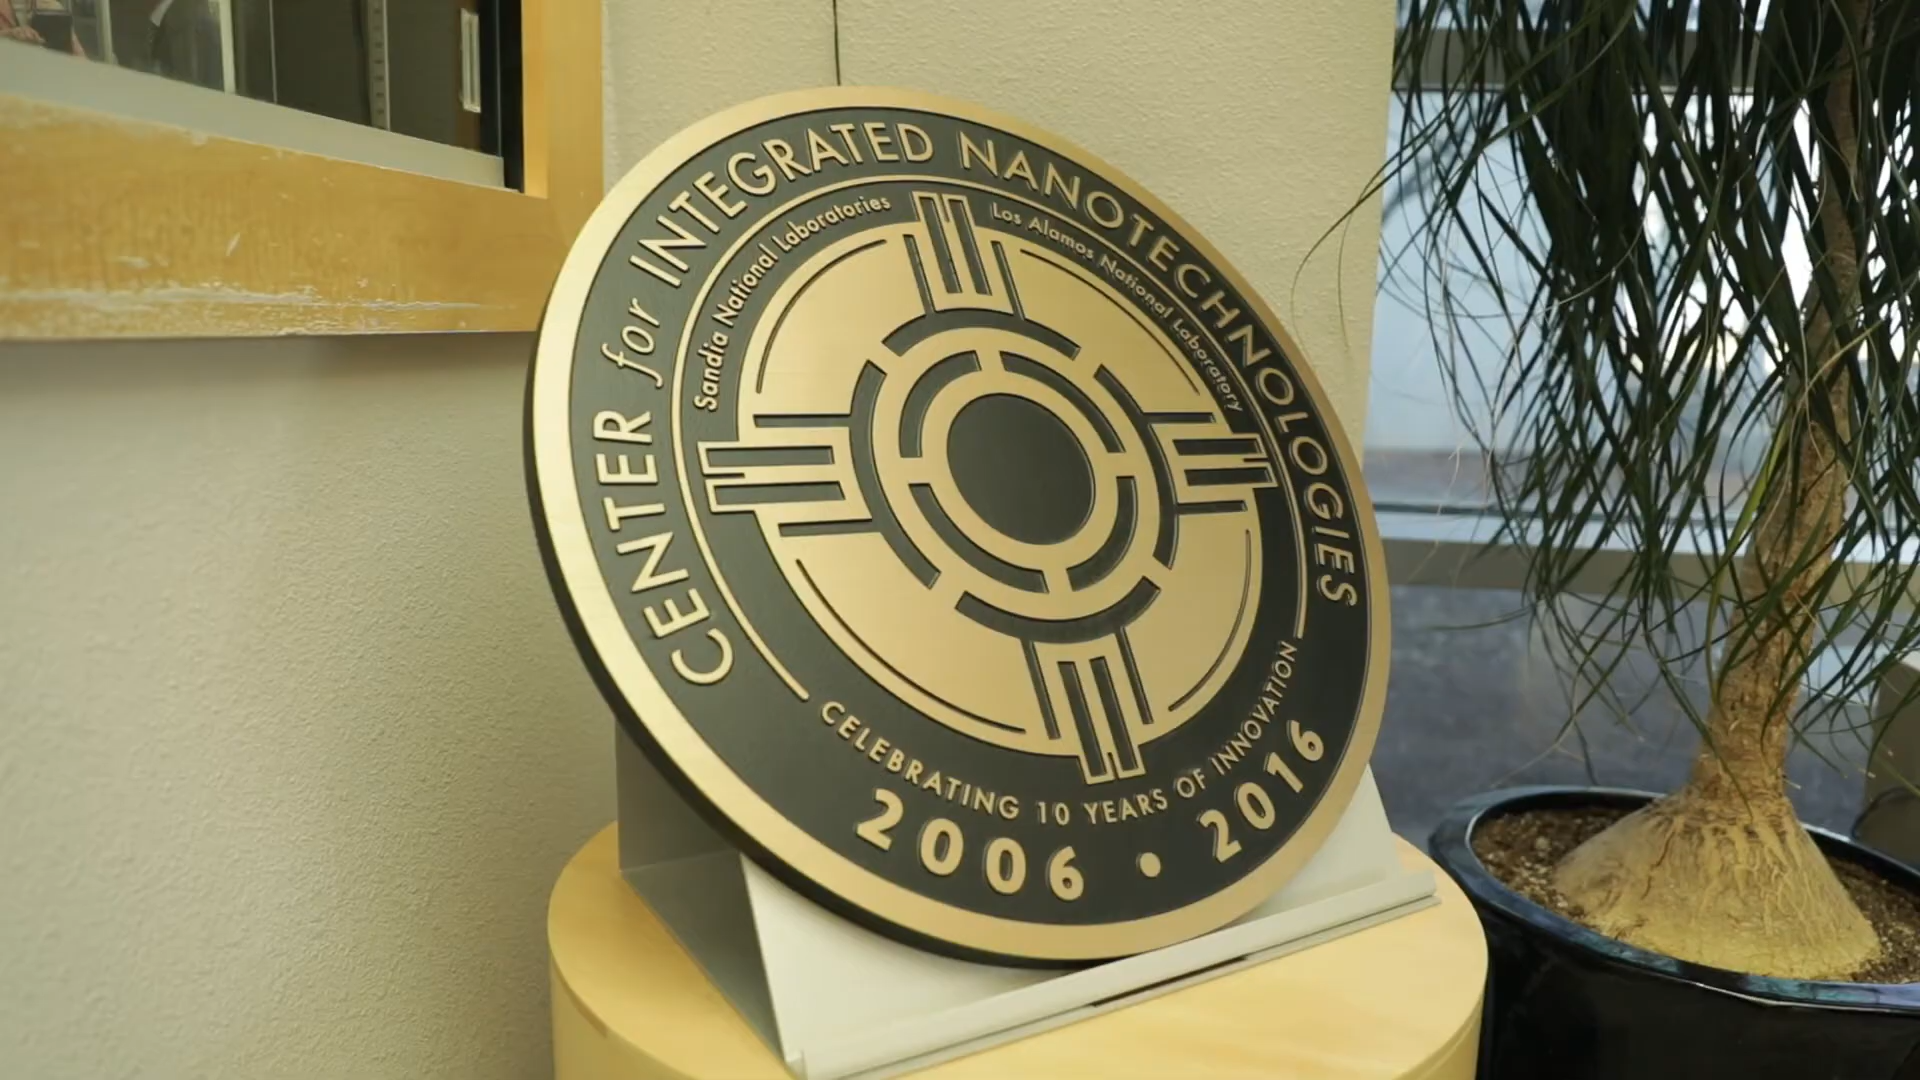 CENTER for INTEGRATED NANOTECHNOLOGIES
Sandia National Laboratories
Los Alamos National Laboratory
CELEBRATING 10 YEARS OF INNOVATION
2006 • 2016